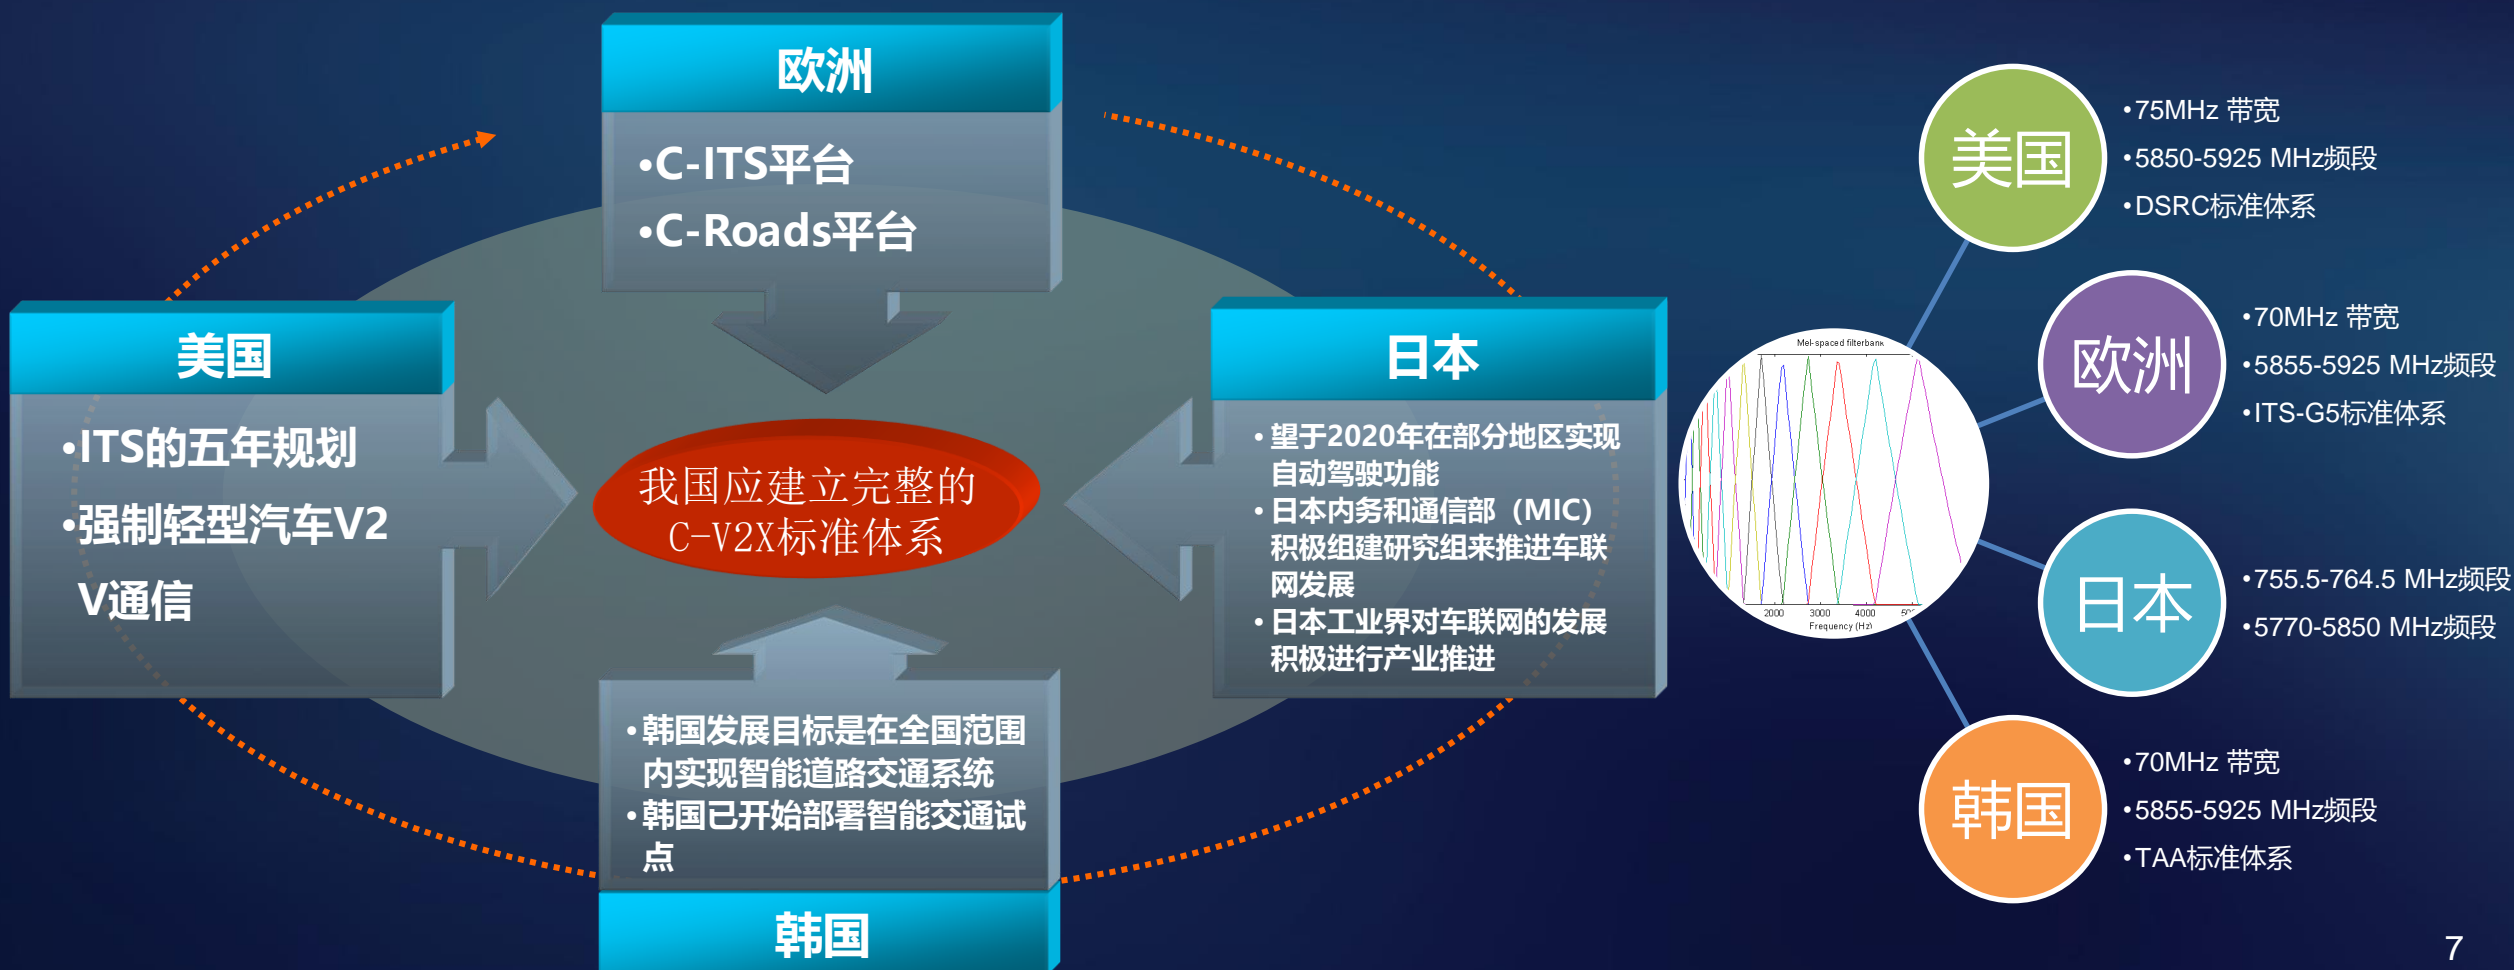 欧洲
•C-ITS平台
•C-Roads平台
美国
•ITS的五年规划
•强制轻型汽车V2
V通信
我国应建立完整的
C-V2X标准体系
日本
•望于2020年在部分地区实现
自动驾驶功能
•日本内务和通信部（MIC）
积极组建研究组来推进车联
网发展
•日本工业界对车联网的发展
积极进行产业推进
•韩国发展目标是在全国范围
内实现智能道路交通系统
•韩国已开始部署智能交通试
点
韩国
美国
•75MHz 带宽
•5850-5925 MHz频段
•DSRC标准体系
欧洲
•70MHz 带宽
•5855-5925 MHz频段
•ITS-G5标准体系
Mel-spaced filterbank
2000 3000 4000
Frequency (Hz)
日本
•755.5-764.5 MHz频段
•5770-5850 MHz频段
韩国
•70MHz 带宽
•5855-5925 MHz频段
•TAA标准体系
7